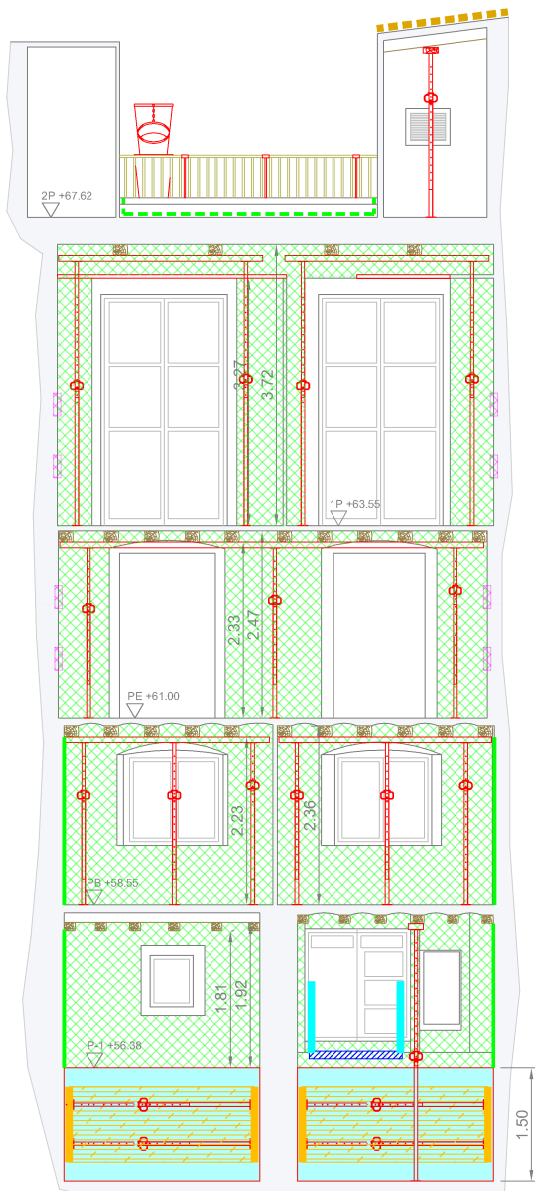 2P +67.62
3.27
3.72
1P +63.55
2.33
2.47
PE +61.00
2.23
2.36
PB +58.55
1.81
1.92
P-1 +56.38
1.50